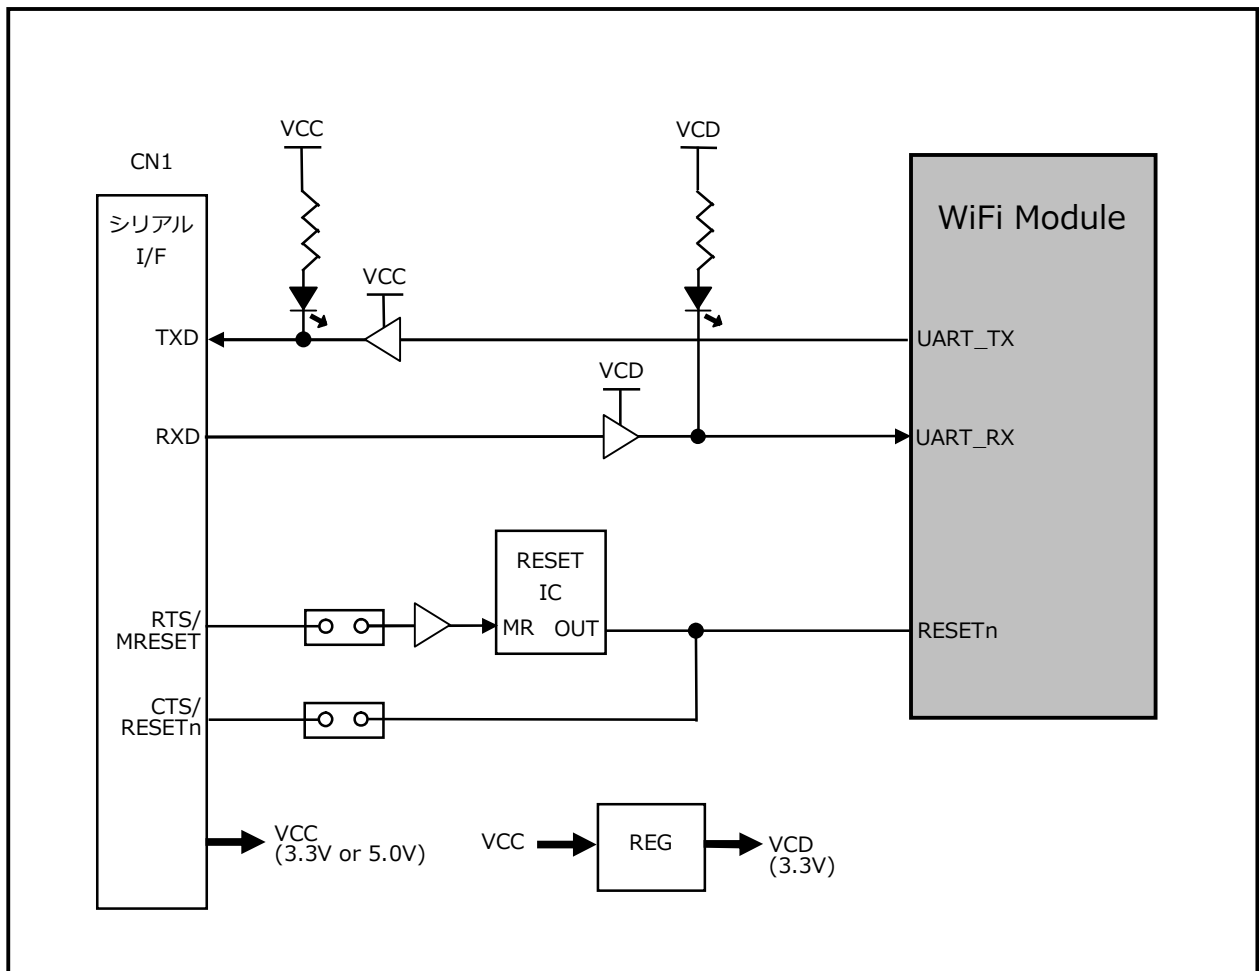 VCC
VCD
CN1
シリアル
I/F
WiFi Module
VCC
TXD
UART_TX
VCD
RXD
UART_RX
RESET
IC
RTS/
MRESET
MR OUT
RESETn
CTS/
RESETn
VCC
(3.3V or 5.0V)
VCC
REG
VCD
(3.3V)